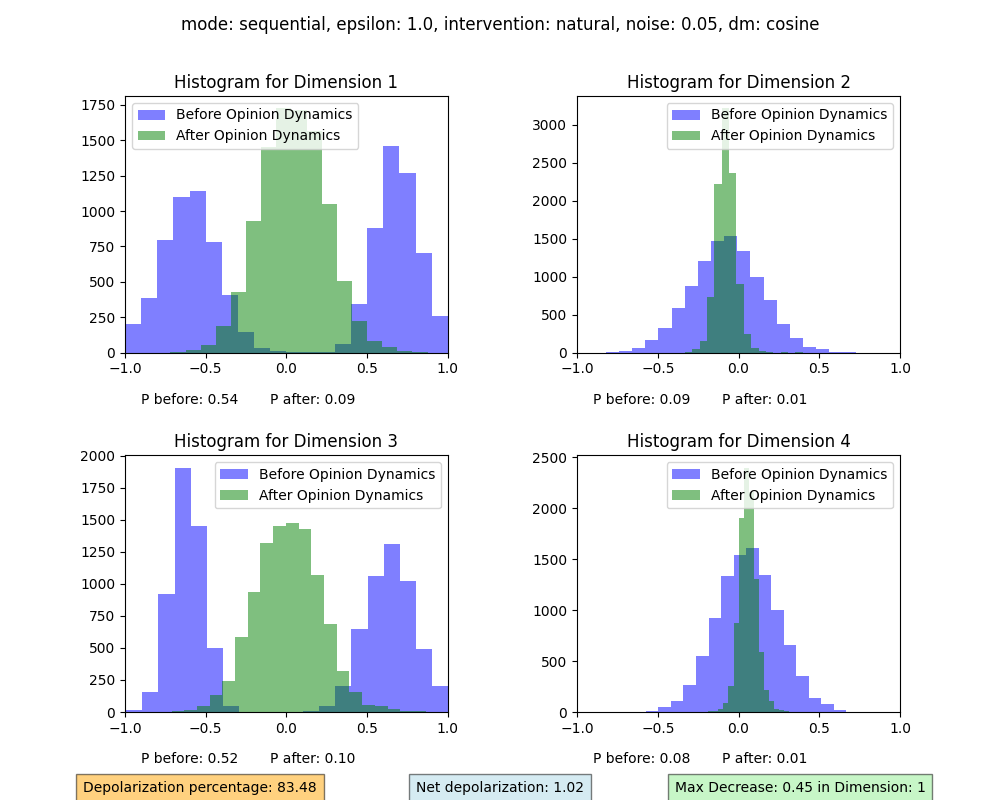 mode: sequential, epsilon: 1.0, intervention: natural, noise: 0.05, dm: cosine
Histogram for Dimension 1
Before Opinion Dynamics
After Opinion Dynamics
1750
1500
1250
1000
750
500
250
0
−1.0 −0.5 0.0 0.5 1.0
P before: 0.54 P after: 0.09
Histogram for Dimension 2
Before Opinion Dynamics
After Opinion Dynamics
3000
2500
2000
1500
1000
500
0
−1.0 −0.5 0.0 0.5 1.0
P before: 0.09 P after: 0.01
Histogram for Dimension 3
Before Opinion Dynamics
After Opinion Dynamics
2000
1750
1500
1250
1000
750
500
250
0
−1.0 −0.5 0.0 0.5 1.0
P before: 0.52 P after: 0.10
Histogram for Dimension 4
Before Opinion Dynamics
After Opinion Dynamics
2500
2000
1500
1000
500
0
−1.0 −0.5 0.0 0.5 1.0
P before: 0.08 P after: 0.01
Depolarization percentage: 83.48
Net depolarization: 1.02
Max Decrease: 0.45 in Dimension: 1